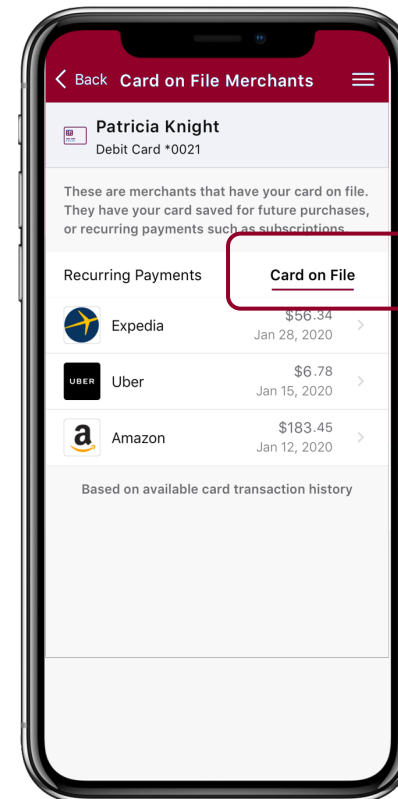 Back Card on File Merchants
Patricia Knight
Debit Card *0021
These are merchants that have your card on file.
They have your card saved for future purchases,
or recurring payments such as subscriptions.
Recurring Payments Card on File
Expedia $56.34
Jan 28, 2020
UBER Uber $6.78
Jan 15, 2020
a Amazon $183.45
Jan 12, 2020
Based on available card transaction history